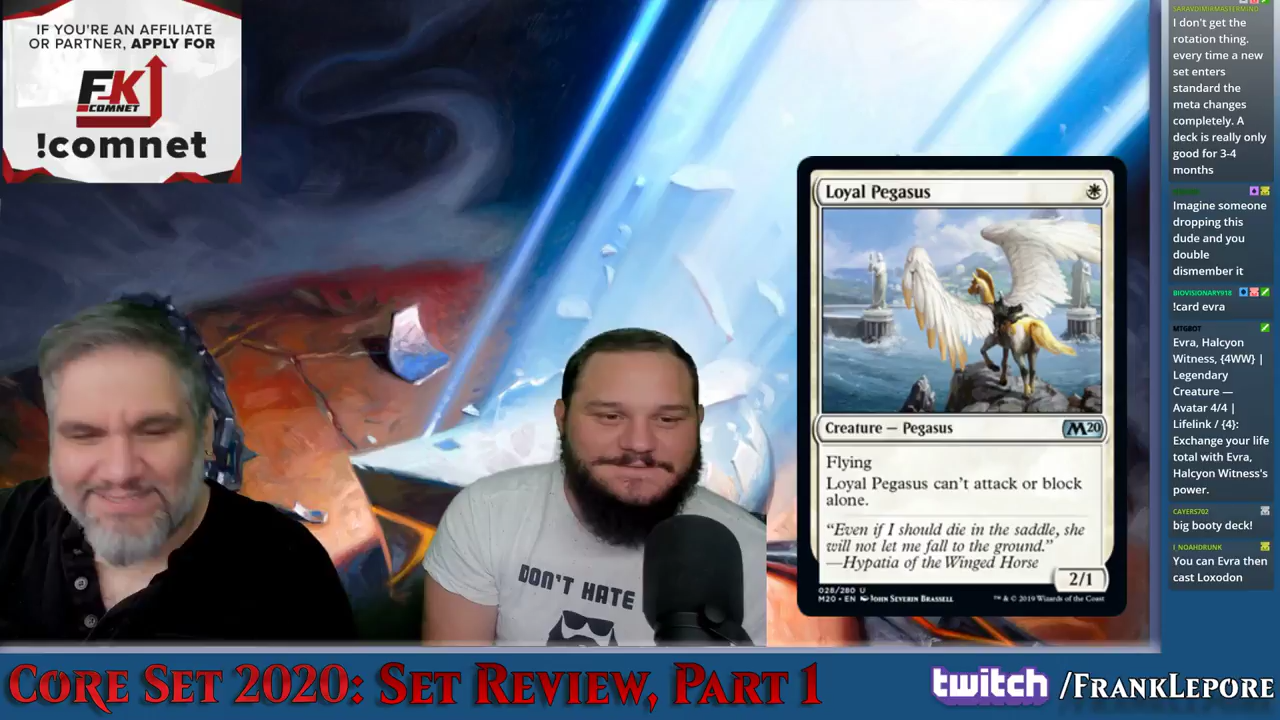 IF YOU'RE AN AFFILIATE
OR PARTNER, APPLY FOR
F2K
COMNET
!comnet
Loyal Pegasus
Creature — Pegasus
M20
Flying
Loyal Pegasus can't attack or block
alone.
“Even if I should die in the saddle, she
will not let me fall to the ground.”
—Hypatia of the Winged Horse
2/1
028/280 U
M20 • EN JOHN SEVERIN BRASSELL
™ & © 2019 Wizards of the Coast
DON'T HATE
I don't get the
rotation thing.
every time a new
set enters
standard the
meta changes
completely. A
deck is really only
good for 3-4
months
Imagine someone
dropping this
dude and you
double
dismember it
BIOVISIONARY918
!card evra
MTGBOT
Evra, Halcyon
Witness, {4WW} |
Legendary
Creature —
Avatar 4/4 |
Lifelink / {4}:
Exchange your life
total with Evra,
Halcyon Witness's
power.
CAYERS702
big booty deck!
I_NOAHDRUNK
You can Evra then
cast Loxodon
CORE SET 2020: SET REVIEW, PART 1
twitch /FRANKLEPORE